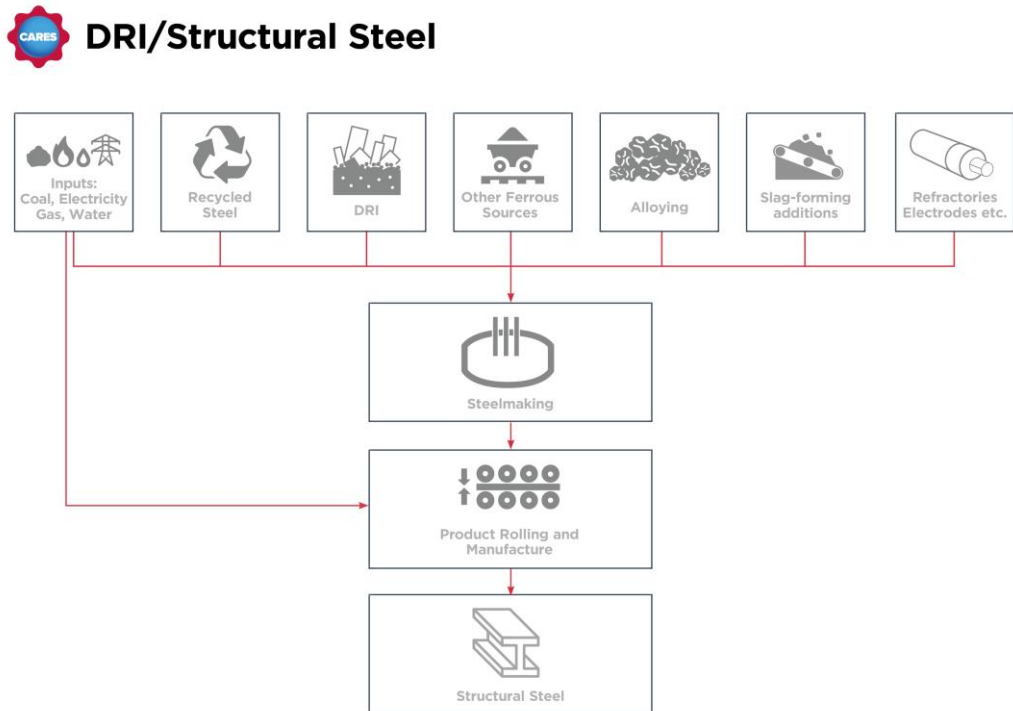 CARES
DRI/Structural Steel
Inputs:
Coal, Electricity
Gas, Water
Recycled
Steel
DRI
Other Ferrous
Sources
Alloying
Slag-forming
additions
Refractories
Electrodes etc.
Steelmaking
Product Rolling and
Manufacture
Structural Steel